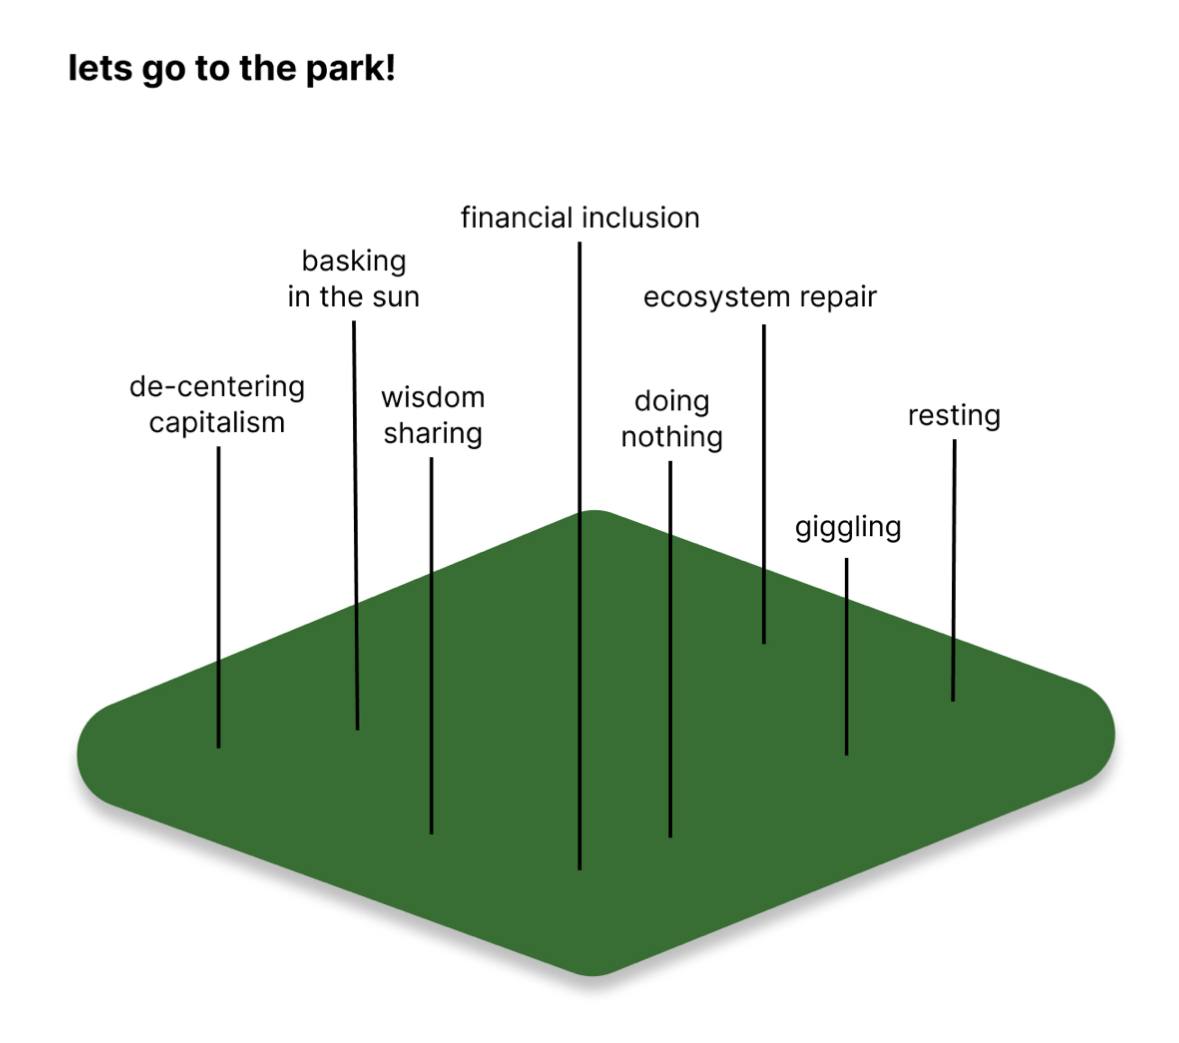 lets go to the park!
financial inclusion
basking
in the sun
ecosystem repair
de-centering
capitalism
wisdom
sharing
doing
nothing
resting
giggling